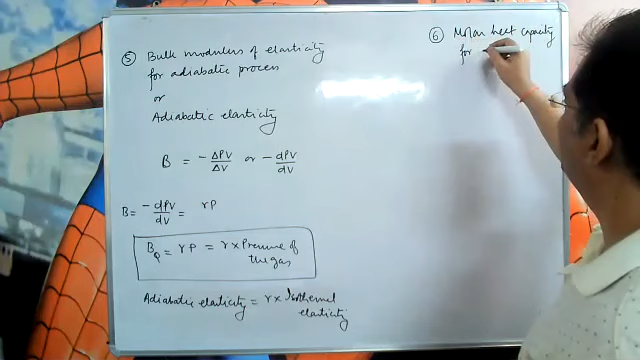 ⑤ Bulk modulus of elasticity
for adiabatic process
or
Adiabatic elasticity
B = -ΔPV/ΔV or -dPV/dV
B = -dPV/dV = γP
BQ = γP = γ × Pressure of
the gas
Adiabatic elasticity = γ × Isothermal
elasticity
⑥ Molar heat capacity
for